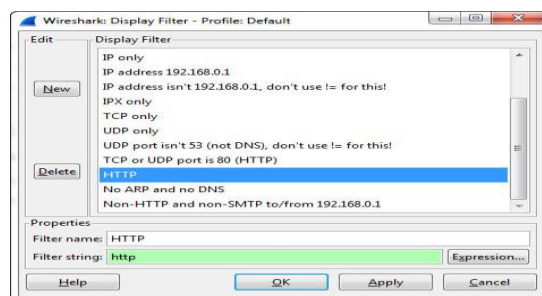 Wireshark: Display Filter - Profile: Default
Edit
Display Filter
New
Delete
IP only
IP address 192.168.0.1
IP address isn't 192.168.0.1, don't use != for this!
IPX only
TCP only
UDP only
UDP port isn't 53 (not DNS), don't use != for this!
TCP or UDP port is 80 (HTTP)
HTTP
No ARP and no DNS
Non-HTTP and non-SMTP to/from 192.168.0.1
Properties
Filter name: HTTP
Filter string: http
Expression...
Help
OK
Apply
Cancel